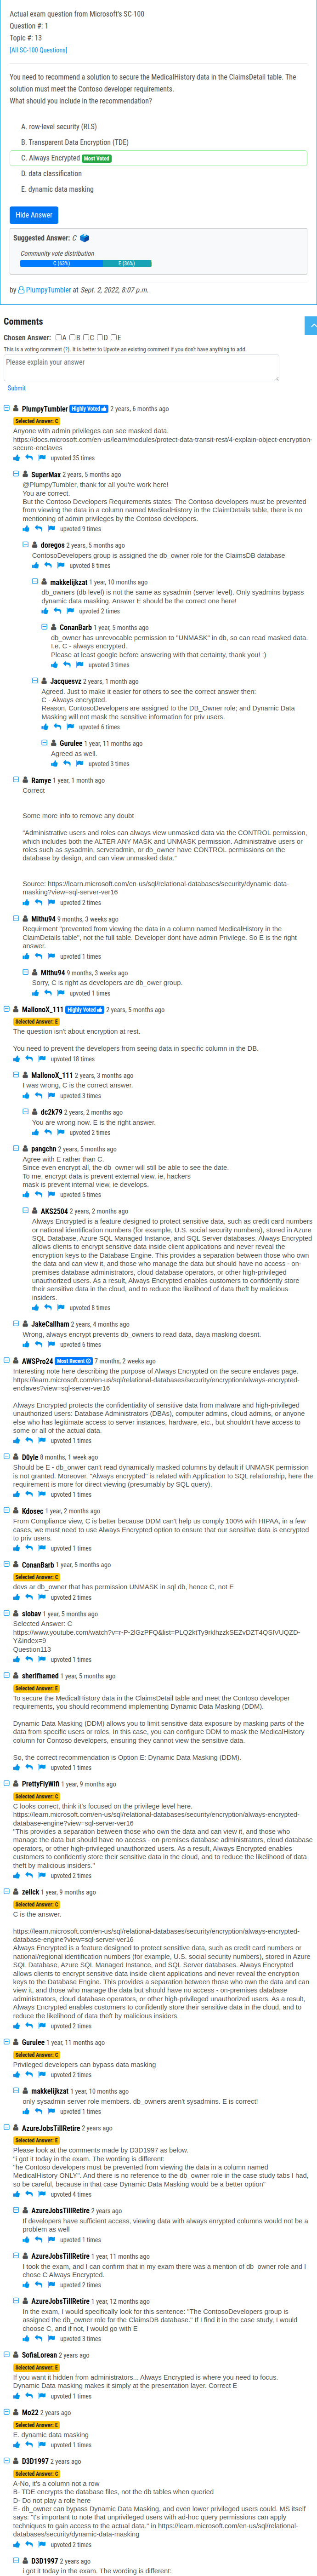 Actual exam question from Microsoft's SC-100
Question #: 1
Topic #: 13
[All SC-100 Questions]
You need to recommend a solution to secure the MedicalHistory data in the ClaimsDetail table. The
solution must meet the Contoso developer requirements.
What should you include in the recommendation?
A. row-level security (RLS)
B. Transparent Data Encryption (TDE)
C. Always Encrypted Most Voted
D. data classification
E. dynamic data masking
Hide Answer
Suggested Answer: C
Community vote distribution
C (63%) E (36%)
by PlumpyTumbler at Sept. 2, 2022, 8:07 p.m.
Comments
Chosen Answer: A B C D E
This is a voting comment (?). It is better to Upvote an existing comment if you don't have anything to add.
Please explain your answer
Submit
PlumpyTumbler Highly Voted 2 years, 6 months ago
Selected Answer: C
Anyone with admin privileges can see masked data.
https://docs.microsoft.com/en-us/learn/modules/protect-data-transit-rest/4-explain-object-encryption-
secure-enclaves
upvoted 35 times
SuperMax 2 years, 5 months ago
@PlumpyTumbler, thank for all you're work here!
You are correct.
But the Contoso Developers Requirements states: The Contoso developers must be prevented
from viewing the data in a column named MedicalHistory in the ClaimDetails table, there is no
mentioning of admin privileges by the Contoso developers.
upvoted 9 times
doregos 2 years, 5 months ago
ContosoDevelopers group is assigned the db_owner role for the ClaimsDB database
upvoted 8 times
makkelijkzat 1 year, 10 months ago
db_owners (db level) is not the same as sysadmin (server level). Only sysadmins bypass
dynamic data masking. Answer E should be the correct one here!
upvoted 2 times
ConanBarb 1 year, 5 months ago
db_owner has unrevocable permission to "UNMASK" in db, so can read masked data.
I.e. C - always encrypted.
Please at least google before answering with that certainty, thank you! :)
upvoted 3 times
Jacquesvz 2 years, 1 month ago
Agreed. Just to make it easier for others to see the correct answer then:
C - Always Encrypted.
Reason, ContosoDevelopers are assigned to the DB_Owner role; and Dynamic Data
Masking will not mask the sensitive information for priv users.
upvoted 6 times
Gurulee 1 year, 11 months ago
Agreed as well.
upvoted 3 times
Ramye 1 year, 1 month ago
Correct
Some more info to remove any doubt
"Administrative users and roles can always view unmasked data via the CONTROL permission,
which includes both the ALTER ANY MASK and UNMASK permission. Administrative users or
roles such as sysadmin, serveradmin, or db_owner have CONTROL permissions on the
database by design, and can view unmasked data."
Source: https://learn.microsoft.com/en-us/sql/relational-databases/security/dynamic-data-
masking?view=sql-server-ver16
upvoted 2 times
Mithu94 9 months, 3 weeks ago
Requirment "prevented from viewing the data in a column named MedicalHistory in the
ClaimDetails table", not the full table. Developer dont have admin Privilege. So E is the right
answer.
upvoted 1 times
Mithu94 9 months, 3 weeks ago
Sorry, C is right as developers are db_ower group.
upvoted 1 times
MallonoX_111 Highly Voted 2 years, 5 months ago
Selected Answer: E
The question isn't about encryption at rest.
You need to prevent the developers from seeing data in specific column in the DB.
upvoted 18 times
MallonoX_111 2 years, 3 months ago
I was wrong, C is the correct answer.
upvoted 3 times
dc2k79 2 years, 2 months ago
You are wrong now. E is the right answer.
upvoted 2 times
pangchn 2 years, 5 months ago
Agree with E rather than C.
Since even encrypt all, the db_owner will still be able to see the date.
To me, encrypt data is prevent external view, ie, hackers
mask is prevent internal view, ie develops.
upvoted 5 times
AKS2504 2 years, 2 months ago
Always Encrypted is a feature designed to protect sensitive data, such as credit card numbers
or national identification numbers (for example, U.S. social security numbers), stored in Azure
SQL Database, Azure SQL Managed Instance, and SQL Server databases. Always Encrypted
allows clients to encrypt sensitive data inside client applications and never reveal the
encryption keys to the Database Engine. This provides a separation between those who own
the data and can view it, and those who manage the data but should have no access - on-
premises database administrators, cloud database operators, or other high-privileged
unauthorized users. As a result, Always Encrypted enables customers to confidently store
their sensitive data in the cloud, and to reduce the likelihood of data theft by malicious
insiders.
upvoted 8 times
JakeCallham 2 years, 4 months ago
Wrong, always encrypt prevents db_owners to read data, daya masking doesnt.
upvoted 6 times
AWSPro24 Most Recent 7 months, 2 weeks ago
Interesting note here describing the purpose of Always Encrypted on the secure enclaves page.
https://learn.microsoft.com/en-us/sql/relational-databases/security/encryption/always-encrypted-
enclaves?view=sql-server-ver16
Always Encrypted protects the confidentiality of sensitive data from malware and high-privileged
unauthorized users: Database Administrators (DBAs), computer admins, cloud admins, or anyone
else who has legitimate access to server instances, hardware, etc., but shouldn't have access to
some or all of the actual data.
upvoted 1 times
D0yle 8 months, 1 week ago
Should be E - db_onwer can't read dynamically masked columns by default if UNMASK permission
is not granted. Moreover, "Always encrypted" is related with Application to SQL relationship, here the
requirement is more for direct viewing (presumably by SQL query).
upvoted 1 times
Kdosec 1 year, 2 months ago
From Compliance view, C is better because DDM can't help us comply 100% with HIPAA, in a few
cases, we must need to use Always Encrypted option to ensure that our sensitive data is encrypted
to priv users.
upvoted 1 times
ConanBarb 1 year, 5 months ago
Selected Answer: C
devs ar db_owner that has permission UNMASK in sql db, hence C, not E
upvoted 2 times
slobav 1 year, 5 months ago
Selected Answer: C
https://www.youtube.com/watch?v=r-P-2lGzPFQ&list=PLQ2ktTy9rklhzzkSEZvDZT4QSIVUQZD-
Y&index=9
Question113
upvoted 1 times
sherifhamed 1 year, 5 months ago
Selected Answer: E
To secure the MedicalHistory data in the ClaimsDetail table and meet the Contoso developer
requirements, you should recommend implementing Dynamic Data Masking (DDM).
Dynamic Data Masking (DDM) allows you to limit sensitive data exposure by masking parts of the
data from specific users or roles. In this case, you can configure DDM to mask the MedicalHistory
column for Contoso developers, ensuring they cannot view the sensitive data.
So, the correct recommendation is Option E: Dynamic Data Masking (DDM).
upvoted 1 times
PrettyFlyWifi 1 year, 9 months ago
Selected Answer: C
C looks correct, think it's focused on the privilege level here.
https://learn.microsoft.com/en-us/sql/relational-databases/security/encryption/always-encrypted-
database-engine?view=sql-server-ver16
"This provides a separation between those who own the data and can view it, and those who
manage the data but should have no access - on-premises database administrators, cloud database
operators, or other high-privileged unauthorized users. As a result, Always Encrypted enables
customers to confidently store their sensitive data in the cloud, and to reduce the likelihood of data
theft by malicious insiders."
upvoted 2 times
zellck 1 year, 9 months ago
Selected Answer: C
C is the answer.
https://learn.microsoft.com/en-us/sql/relational-databases/security/encryption/always-encrypted-
database-engine?view=sql-server-ver16
Always Encrypted is a feature designed to protect sensitive data, such as credit card numbers or
national/regional identification numbers (for example, U.S. social security numbers), stored in Azure
SQL Database, Azure SQL Managed Instance, and SQL Server databases. Always Encrypted
allows clients to encrypt sensitive data inside client applications and never reveal the encryption
keys to the Database Engine. This provides a separation between those who own the data and can
view it, and those who manage the data but should have no access - on-premises database
administrators, cloud database operators, or other high-privileged unauthorized users. As a result,
Always Encrypted enables customers to confidently store their sensitive data in the cloud, and to
reduce the likelihood of data theft by malicious insiders.
upvoted 2 times
Gurulee 1 year, 11 months ago
Selected Answer: C
Privileged developers can bypass data masking
upvoted 2 times
makkelijkzat 1 year, 10 months ago
only sysadmin server role members. db_owners aren't sysadmins. E is correct!
upvoted 1 times
AzureJobsTillRetire 2 years ago
Selected Answer: E
Please look at the comments made by D3D1997 as below.
"i got it today in the exam. The wording is different:
"he Contoso developers must be prevented from viewing the data in a column named
MedicalHistory ONLY". And there is no reference to the db_owner role in the case study tabs I had,
so be careful, because in that case Dynamic Data Masking would be a better option"
upvoted 4 times
AzureJobsTillRetire 2 years ago
If developers have sufficient access, viewing data with always enrypted columns would not be a
problem as well
upvoted 1 times
AzureJobsTillRetire 1 year, 11 months ago
I took the exam, and I can confirm that in my exam there was a mention of db_owner role and I
chose C Always Encrypted.
upvoted 2 times
AzureJobsTillRetire 1 year, 12 months ago
In the exam, I would specifically look for this sentence: "The ContosoDevelopers group is
assigned the db_owner role for the ClaimsDB database." If I find it in the case study, I would
choose C, and if not, I would go with E
upvoted 3 times
SofiaLorean 2 years ago
Selected Answer: E
If you want it hidden from administrators... Always Encrypted is where you need to focus.
Dynamic Data masking makes it simply at the presentation layer. Correct E
upvoted 1 times
Mo22 2 years ago
Selected Answer: E
E. dynamic data masking
upvoted 1 times
D3D1997 2 years ago
Selected Answer: C
A-No, it's a column not a row
B- TDE encrypts the database files, not the db tables when queried
D- Do not play a role here
E- db_owner can bypass Dynamic Data Masking, and even lower privileged users could. MS itself
says: "t's important to note that unprivileged users with ad-hoc query permissions can apply
techniques to gain access to the actual data." in https://learn.microsoft.com/en-us/sql/relational-
databases/security/dynamic-data-masking
upvoted 2 times
D3D1997 2 years ago
i got it today in the exam. The wording is different: